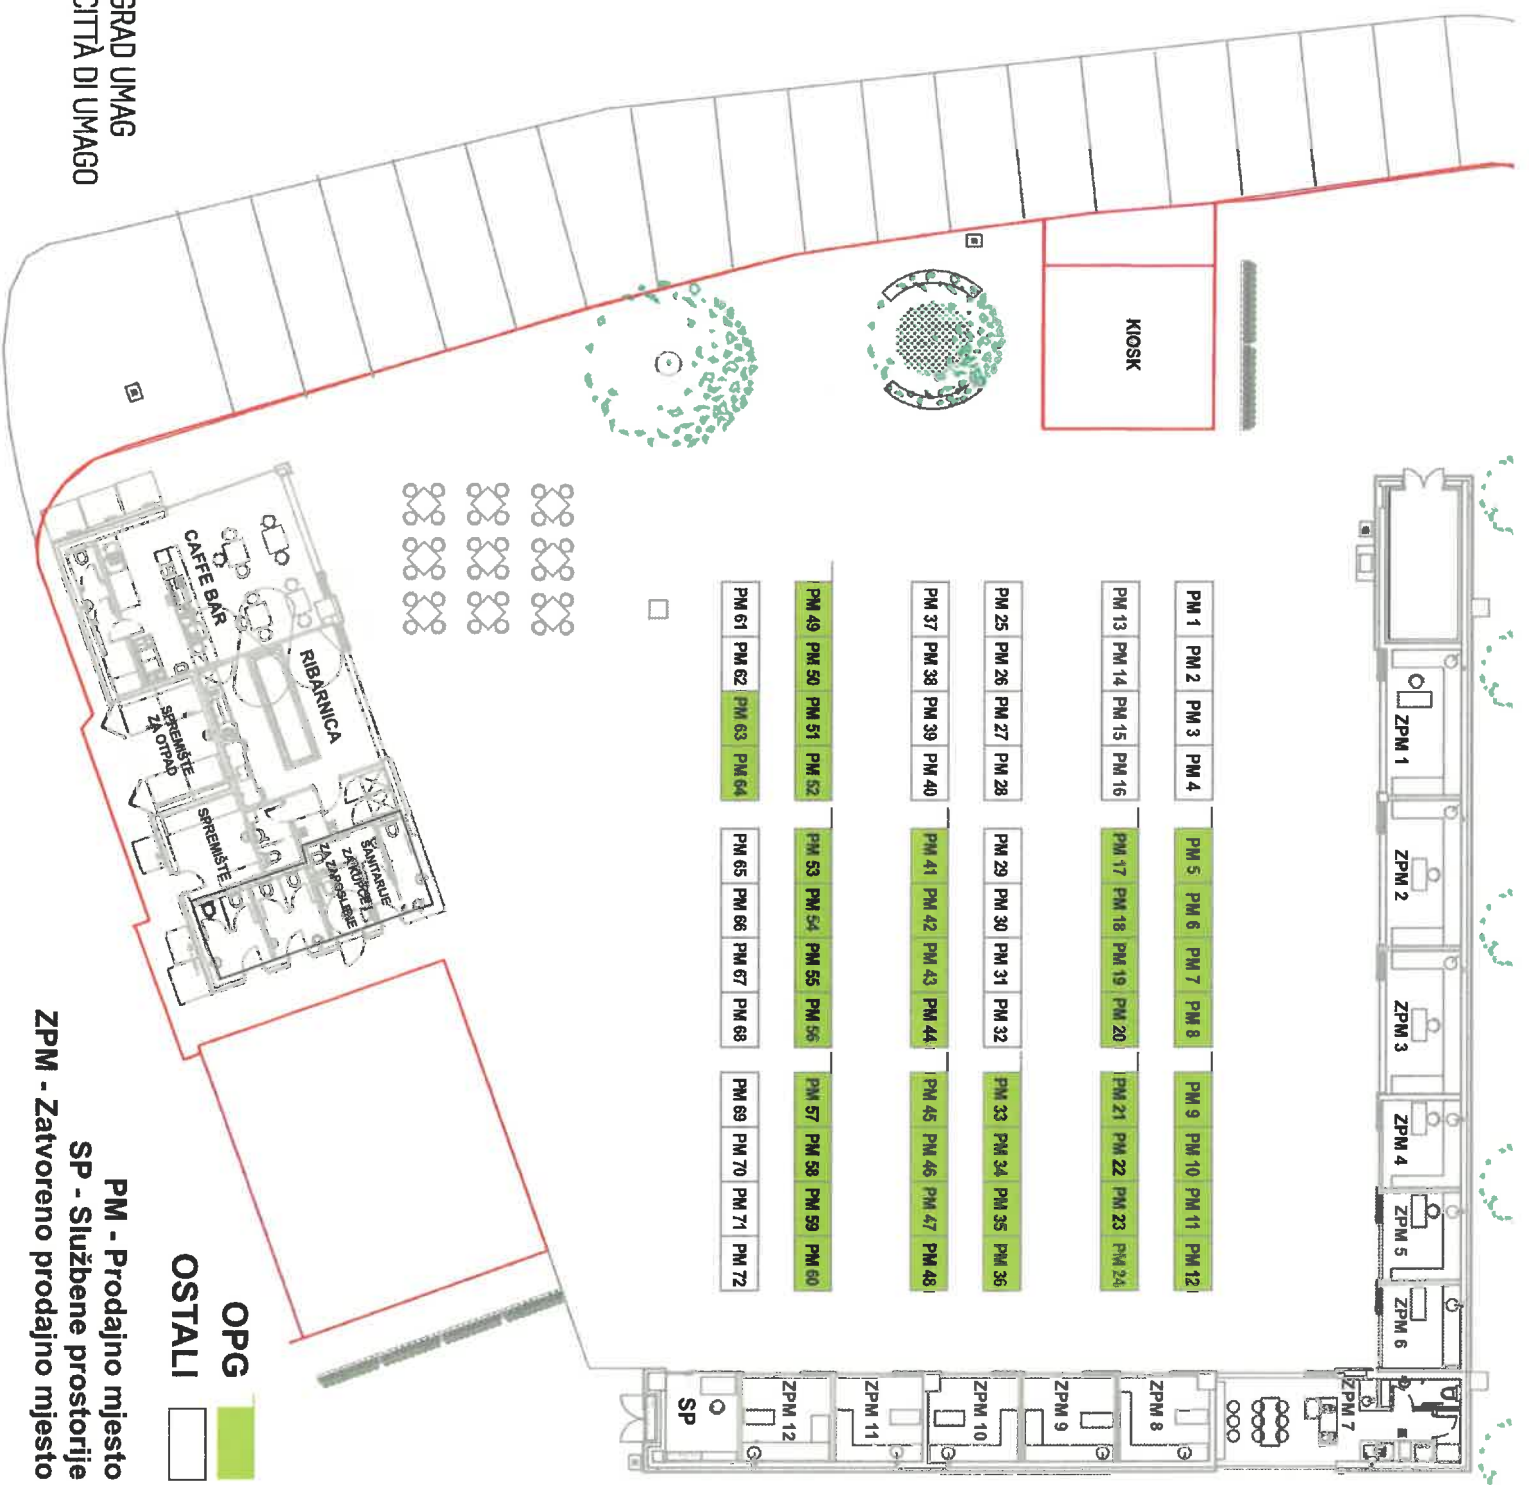 GRAD UMAG
CITTÀ DI UMAGO
KIOSK
ZPM 1
ZPM 2
ZPM 3
ZPM 4
ZPM 5
ZPM 6
ZPM 7
ZPM 8
ZPM 9
ZPM 10
ZPM 11
ZPM 12
SP
PM 1 PM 2 PM 3 PM 4 PM 5 PM 6 PM 7 PM 8 PM 9 PM 10 PM 11 PM 12
PM 13 PM 14 PM 15 PM 16 PM 17 PM 18 PM 19 PM 20 PM 21 PM 22 PM 23 PM 24
PM 25 PM 26 PM 27 PM 28 PM 29 PM 30 PM 31 PM 32 PM 33 PM 34 PM 35 PM 36
PM 37 PM 38 PM 39 PM 40 PM 41 PM 42 PM 43 PM 44 PM 45 PM 46 PM 47 PM 48
PM 49 PM 50 PM 51 PM 52 PM 53 PM 54 PM 55 PM 56 PM 57 PM 58 PM 59 PM 60
PM 61 PM 62 PM 63 PM 64 PM 65 PM 66 PM 67 PM 68 PM 69 PM 70 PM 71 PM 72
CAFFE BAR
RIBARNICA
SPREMIŠTE
ZA OTPAD
SPREMIŠTE
SANITARIJE
ZA KUPCE I
ZA ZAPOSLENE
OPG
OSTALI
PM - Prodajno mjesto
SP - Službene prostorije
ZPM - Zatvoreno prodajno mjesto